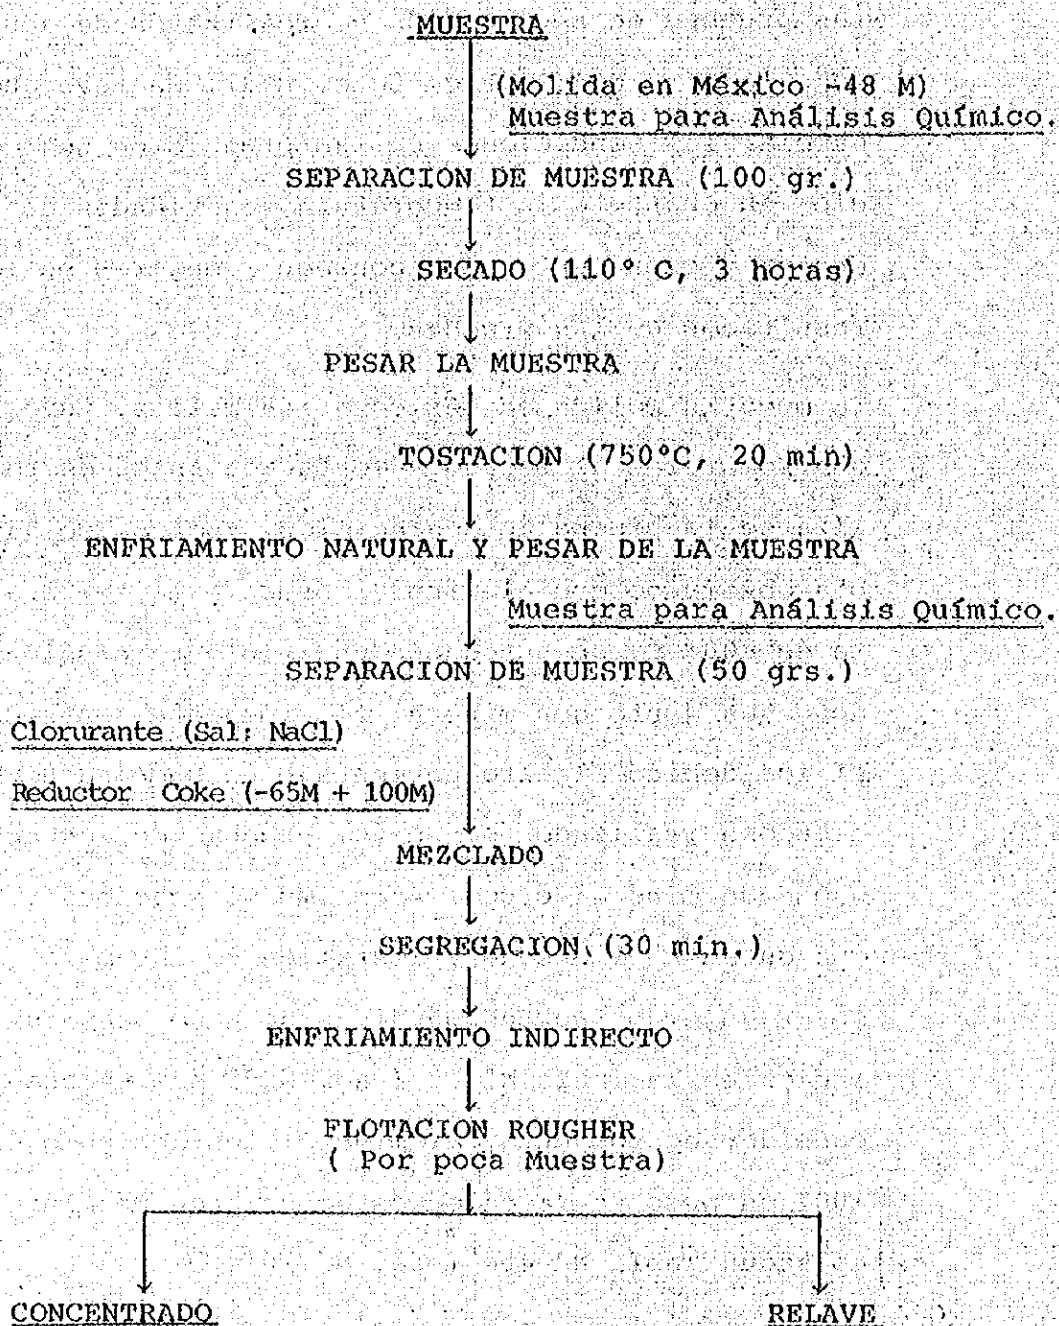 MUESTRA
(Molida en México -48 M)
Muestra para Análisis Químico.
SEPARACION DE MUESTRA (100 gr.)
SECADO (110° C, 3 horas)
PESAR LA MUESTRA
TOSTACION (750°C, 20 min)
ENFRIAMIENTO NATURAL Y PESAR DE LA MUESTRA
Muestra para Análisis Químico.
SEPARACION DE MUESTRA (50 grs.)
Clorurante (Sal: NaCl)
Reductor Coke (-65M + 100M)
MEZCLADO
SEGREGACION (30 min.)
ENFRIAMIENTO INDIRECTO
FLOTACION ROUGHER
( Por poca Muestra)
CONCENTRADO
RELAVE